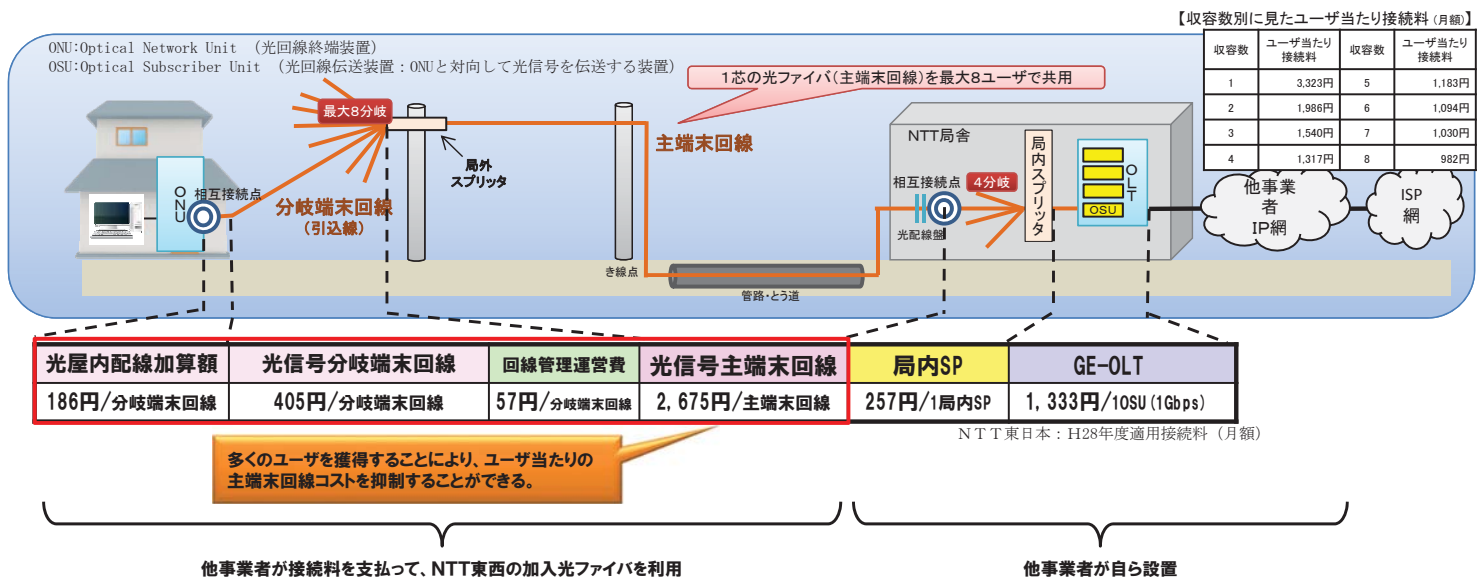 【収容数別に見たユーザ当たり接続料(月額)】
収容数 ユーザ当たり接続料 収容数 ユーザ当たり接続料
1 3,323円 5 1,183円
2 1,986円 6 1,094円
3 1,540円 7 1,030円
4 1,317円 8 982円
ONU:Optical Network Unit （光回線終端装置）
OSU:Optical Subscriber Unit （光回線伝送装置：ONUと対向して光信号を伝送する装置）
1芯の光ファイバ(主端末回線)を最大8ユーザで共用
最大8分岐
局外
スプリッタ
主端末回線
NTT局舎
局内スプリッタ
OLT
OSU
ONU
相互接続点
分岐端末回線
(引込線)
相互接続点
4分岐
光配線盤
他事業
者
IP網
ISP
網
き線点
管路・とう道
光屋内配線加算額 光信号分岐端末回線 回線管理運営費 光信号主端末回線 局内SP GE-OLT
186円/分岐端末回線 405円/分岐端末回線 57円/分岐端末回線 2,675円/主端末回線 257円/1局内SP 1,333円/1OSU(1Gbps)
NTT東日本：H28年度適用接続料（月額）
多くのユーザを獲得することにより、ユーザ当たりの
主端末回線コストを抑制することができる。
他事業者が接続料を支払って、NTT東西の加入光ファイバを利用
他事業者が自ら設置